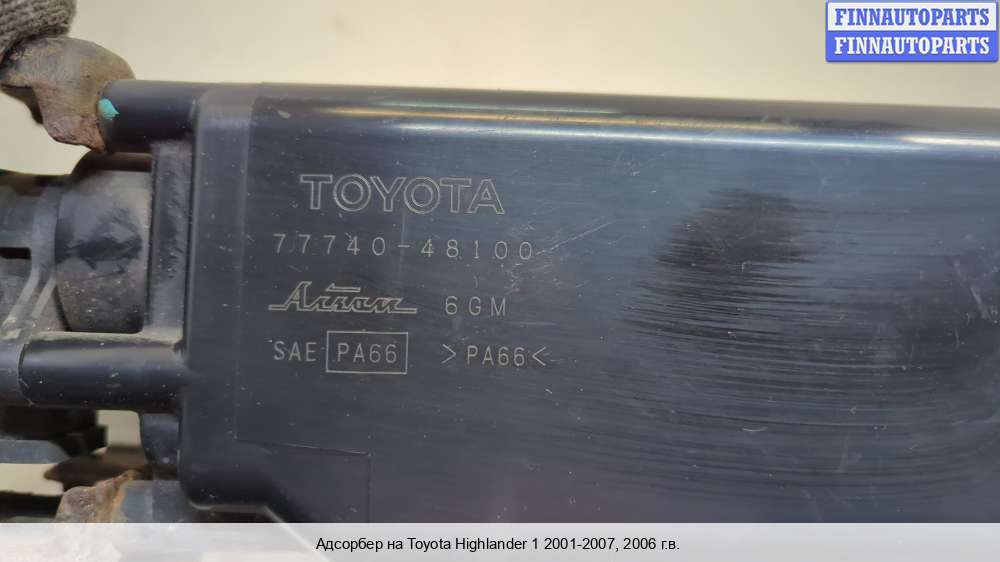 FINNAUTOPARTS
FINNAUTOPARTS
TOYOTA
77740-48100
Aisan 6GM
SAE PA66 >PA66<
Адсорбер на Toyota Highlander 1 2001-2007, 2006 г.в.